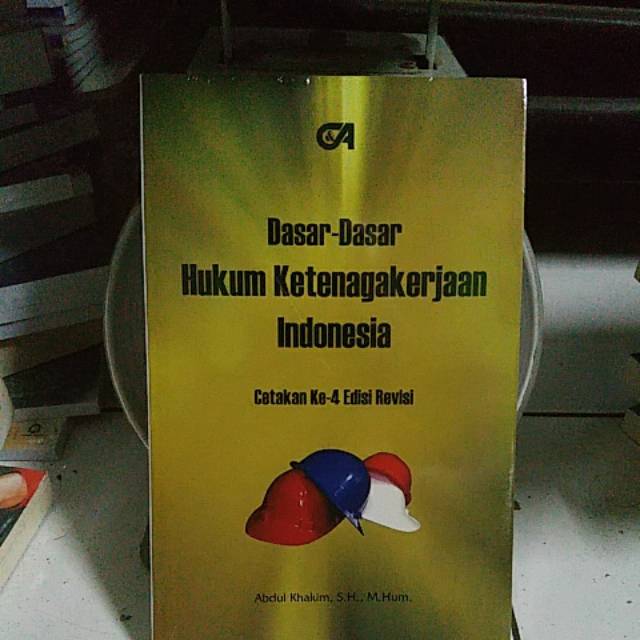 C&A
Dasar-Dasar
Hukum Ketenagakerjaan
Indonesia
Cetakan Ke-4 Edisi Revisi
Abdul Khakim, S.H., M.Hum.